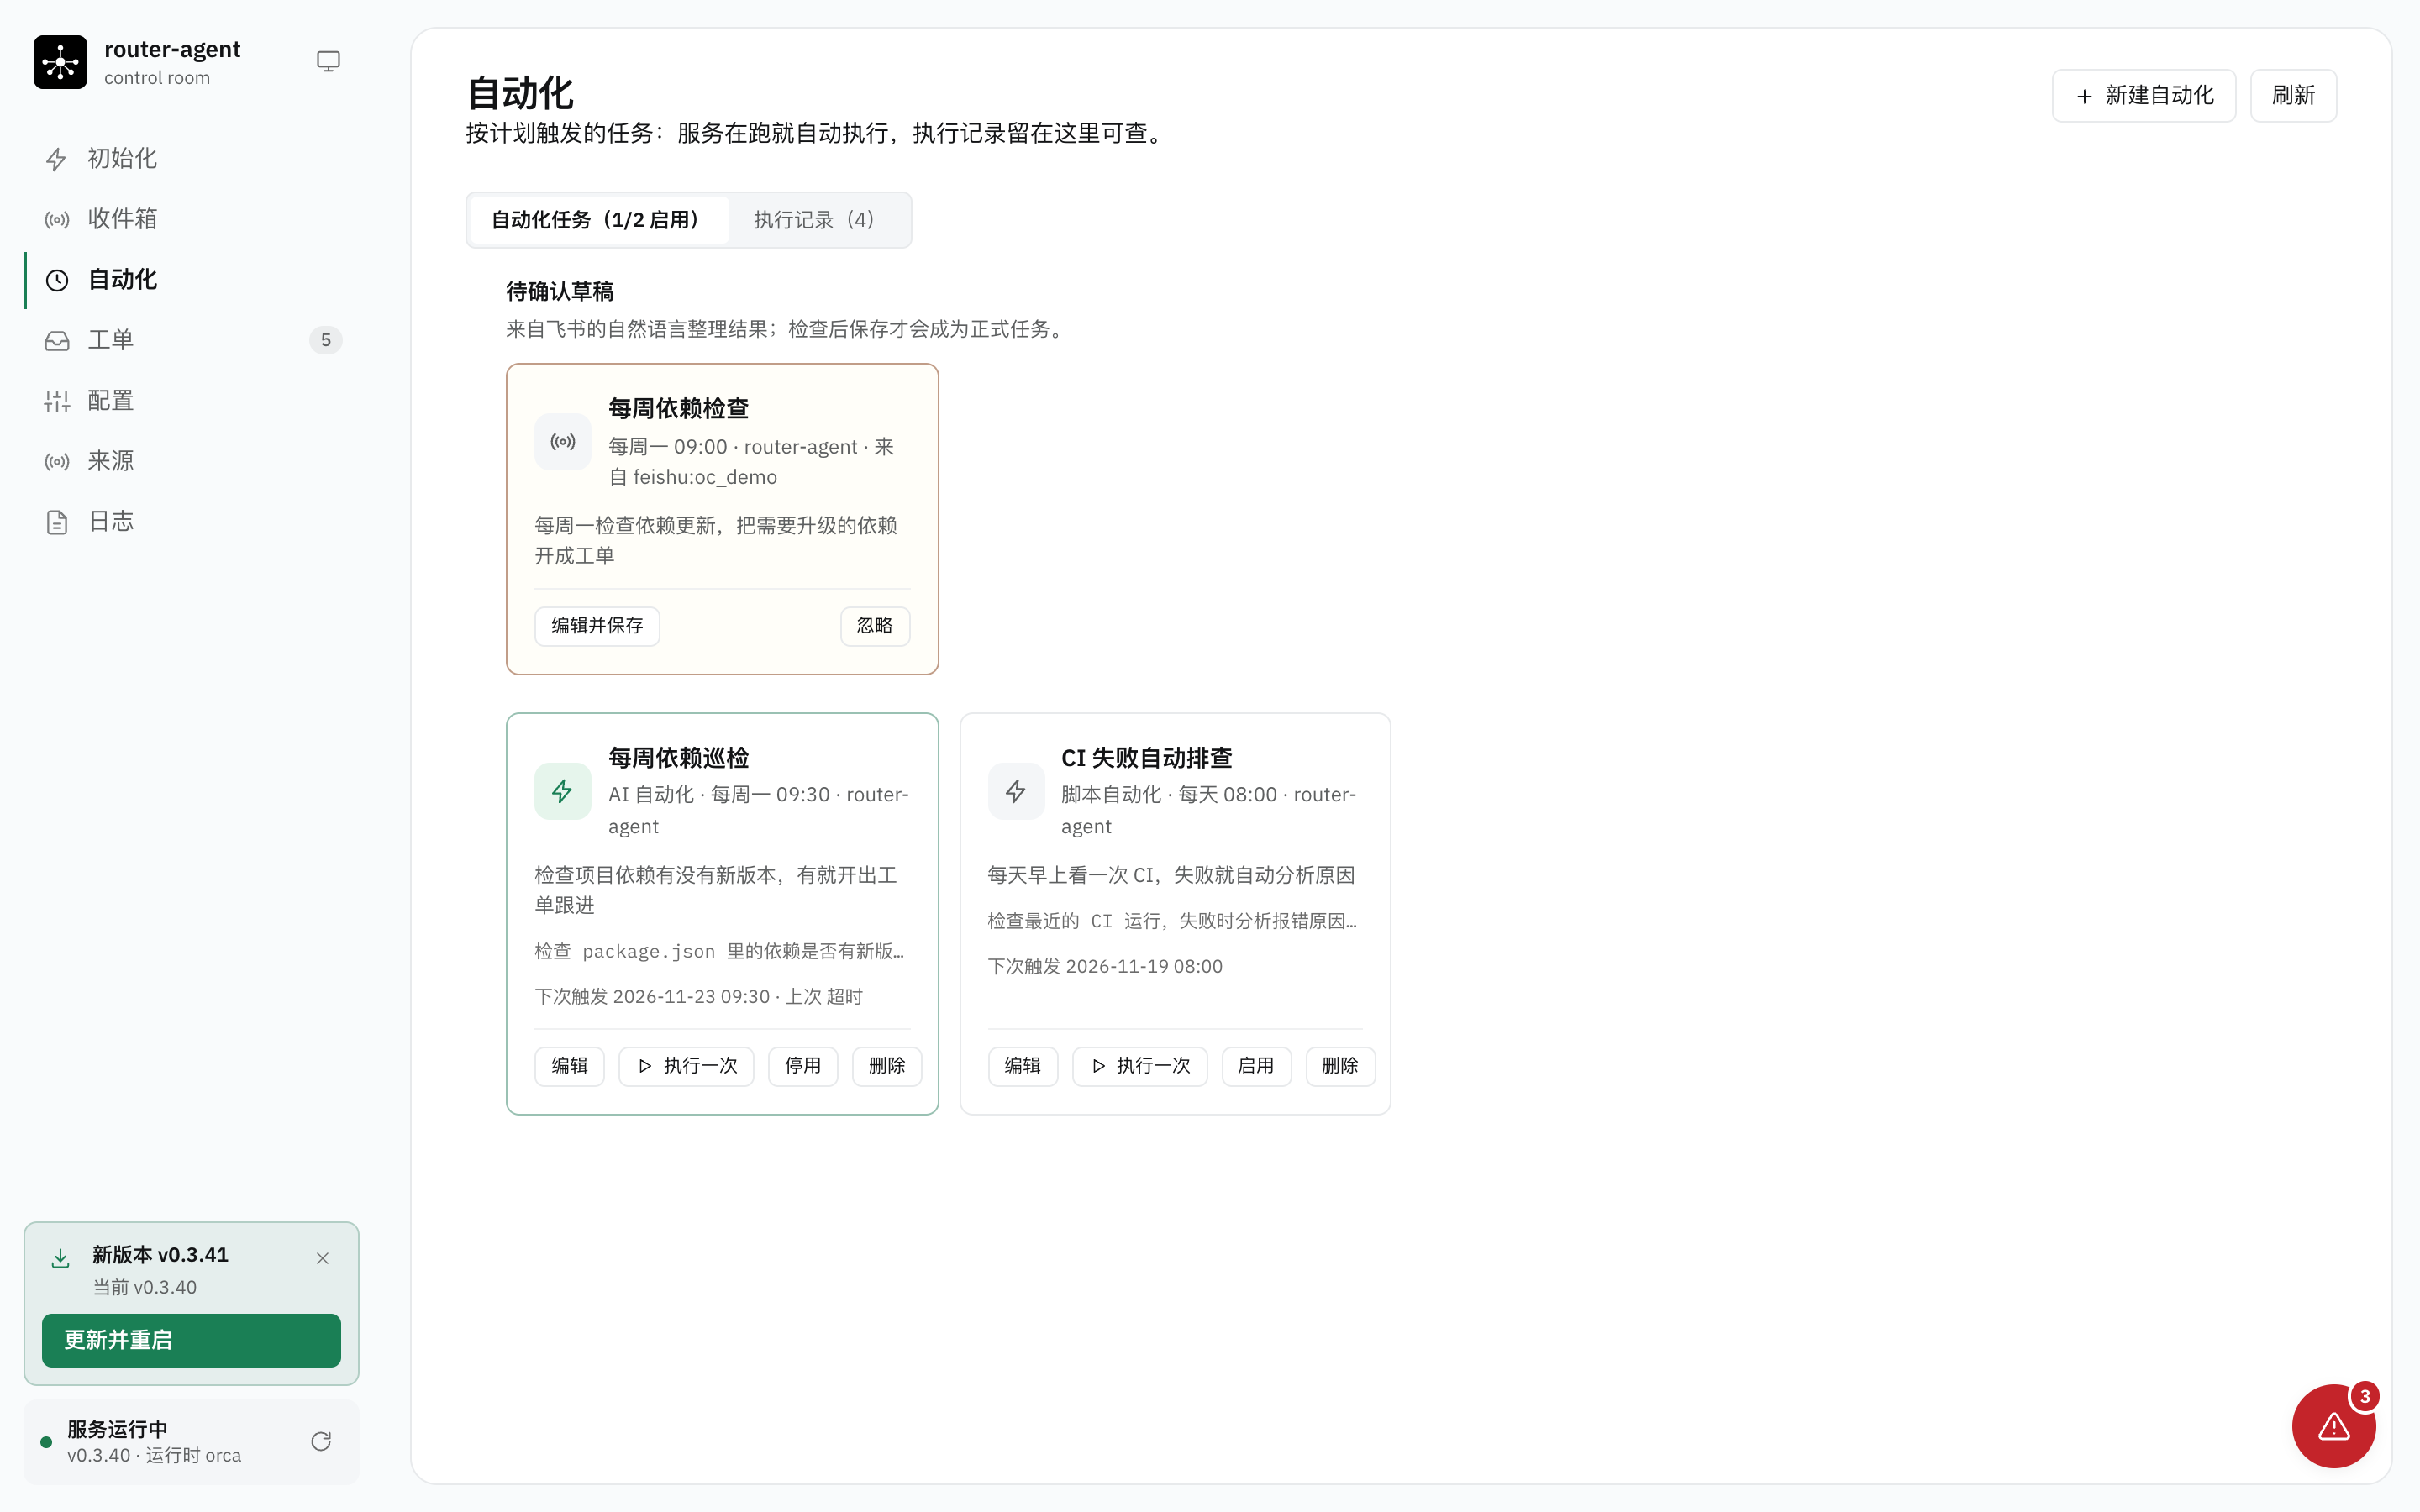 router-agent
control room
初始化
收件箱
自动化
工单
5
配置
来源
日志
新版本 v0.3.41
当前 v0.3.40
更新并重启
服务运行中
v0.3.40 · 运行时 orca
自动化
按计划触发的任务：服务在跑就自动执行，执行记录留在这里可查。
新建自动化
刷新
自动化任务（1/2 启用）
执行记录（4）
待确认草稿
来自飞书的自然语言整理结果；检查后保存才会成为正式任务。
每周依赖检查
每周一 09:00 · router-agent · 来
自 feishu:oc_demo
每周一检查依赖更新，把需要升级的依赖
开成工单
编辑并保存
忽略
每周依赖巡检
AI 自动化 · 每周一 09:30 · router-
agent
检查项目依赖有没有新版本，有就开出工
单跟进
检查 package.json 里的依赖是否有新版…
下次触发 2026-11-23 09:30 · 上次 超时
编辑
执行一次
停用
删除
CI 失败自动排查
脚本自动化 · 每天 08:00 · router-
agent
每天早上看一次 CI，失败就自动分析原因
检查最近的 CI 运行，失败时分析报错原因…
下次触发 2026-11-19 08:00
编辑
执行一次
启用
删除
3